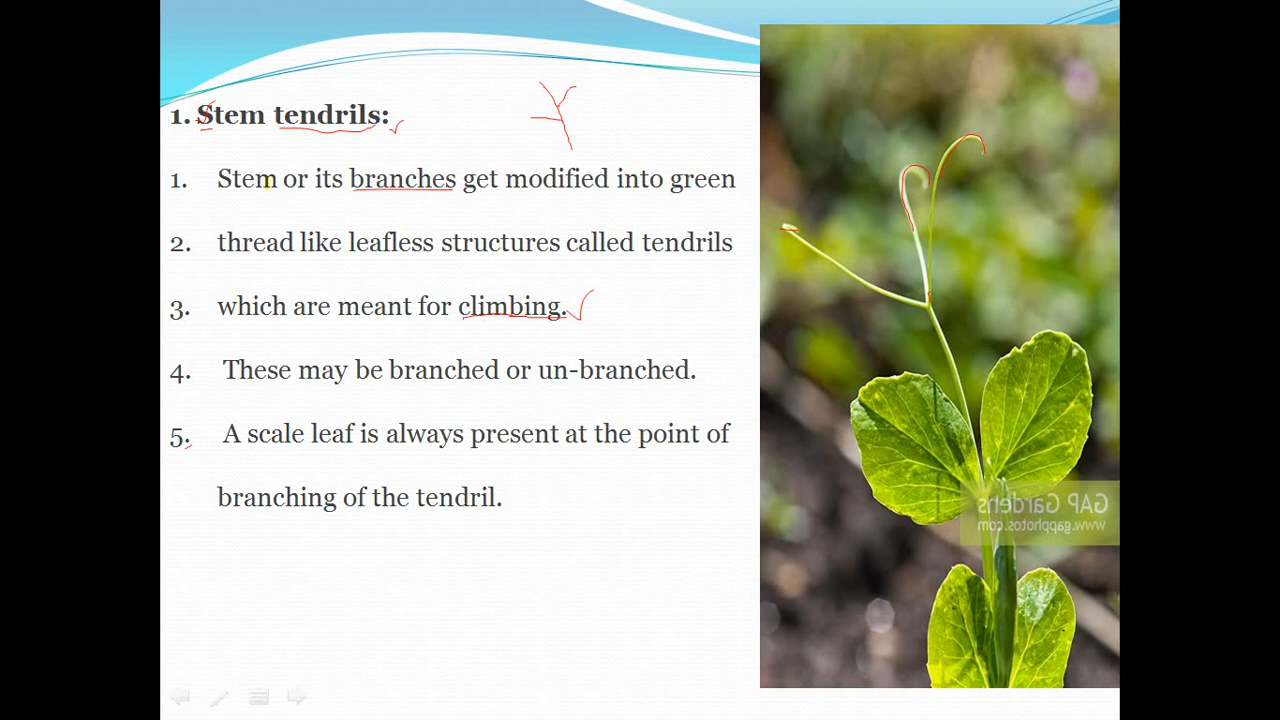 1. Stem tendrils:
1. Stem or its branches get modified into green
2. thread like leafless structures called tendrils
3. which are meant for climbing.
4. These may be branched or un-branched.
5. A scale leaf is always present at the point of
branching of the tendril.
GAP Gardens
www.gapphotos.com